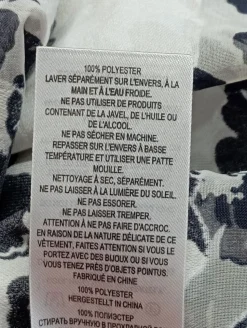 100% POLYESTER
LAVER SÉPARÉMENT SUR L'ENVERS, À LA
MAIN ET À L'EAU FROIDE.
NE PAS UTILISER DE PRODUITS
CONTENANT DE LA JAVEL, DE L'HUILE OU
DE L'ALCOOL.
NE PAS SÉCHER EN MACHINE.
REPASSER SUR L'ENVERS À BASSE
TEMPÉRATURE ET UTILISER UNE PATTE
MOUILLE.
NETTOYAGE À SEC, SÉPARÉMENT.
NE PAS LAISSER À LA LUMIÈRE DU SOLEIL.
NE PAS ESSORER.
NE PAS LAISSER TREMPER.
ATTENTION À NE PAS FAIRE D'ACCROC.
EN RAISON DE LA NATURE DÉLICATE DE CE
VÊTEMENT, FAITES ATTENTION SI VOUS LE
PORTEZ AVEC DES BIJOUX OU SI VOUS
VOUS TENEZ PRÈS D'OBJETS POINTUS.
FABRIQUÉ EN CHINE
100% POLYESTER
HERGESTELLT IN CHINA
100% ПОЛИЭСТЕР
СТИРАТЬ ВРУЧНУЮ В ПРОХЛАДНОЙ